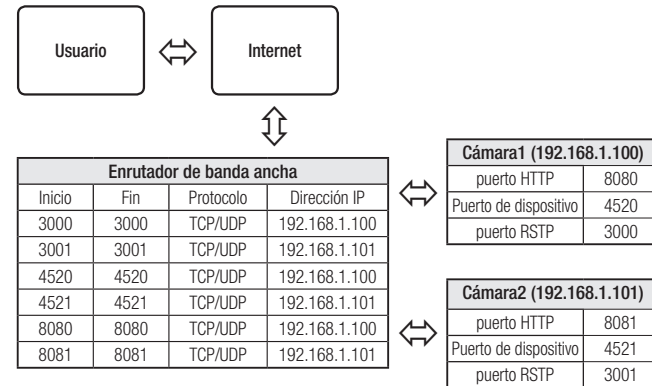 Usuario
Internet
Enrutador de banda ancha
Inicio Fin Protocolo Dirección IP
3000 3000 TCP/UDP 192.168.1.100
3001 3001 TCP/UDP 192.168.1.101
4520 4520 TCP/UDP 192.168.1.100
4521 4521 TCP/UDP 192.168.1.101
8080 8080 TCP/UDP 192.168.1.100
8081 8081 TCP/UDP 192.168.1.101
Cámara1 (192.168.1.100)
puerto HTTP 8080
Puerto de dispositivo 4520
puerto RSTP 3000
Cámara2 (192.168.1.101)
puerto HTTP 8081
Puerto de dispositivo 4521
puerto RSTP 3001